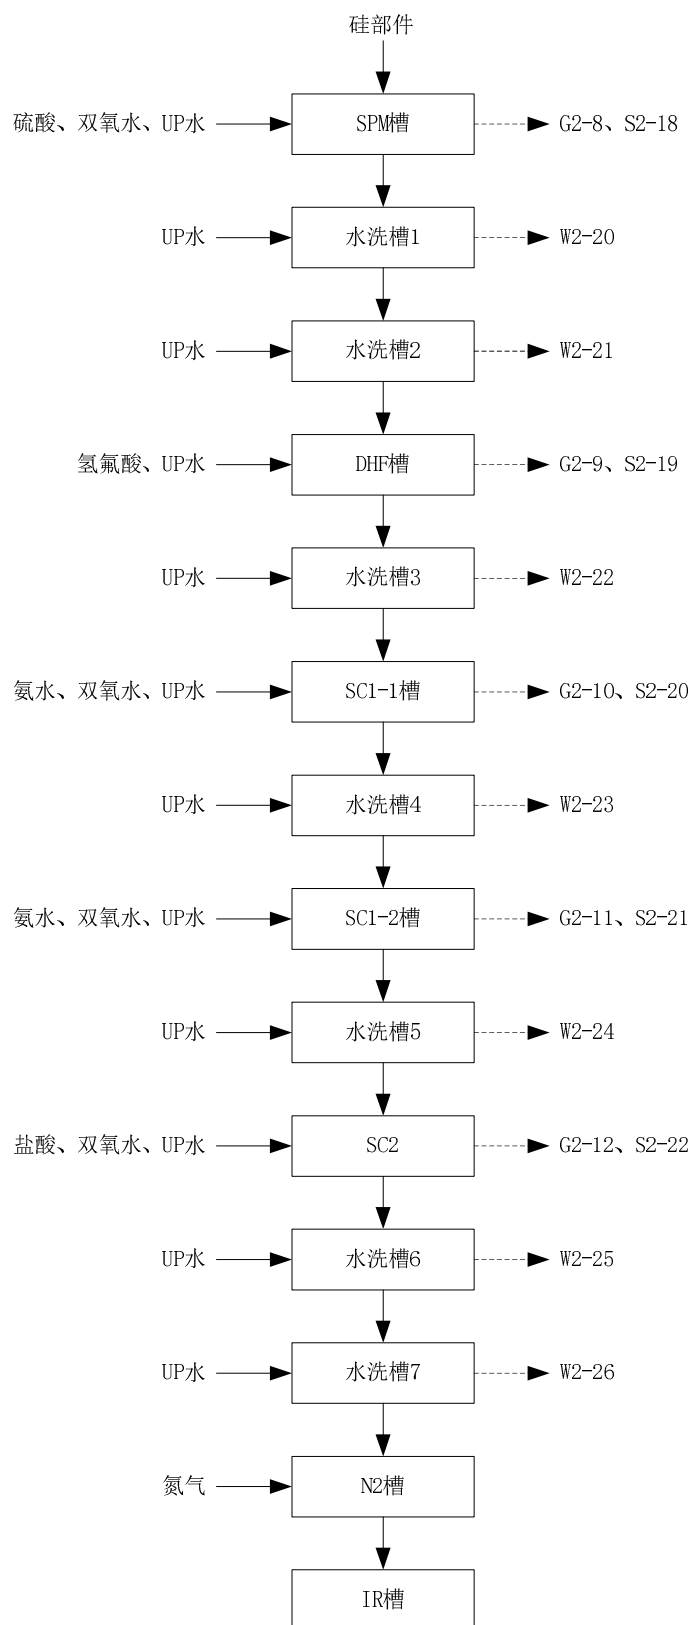 硅部件
硫酸、双氧水、UP水 SPM槽 G2-8、S2-18
UP水 水洗槽1 W2-20
UP水 水洗槽2 W2-21
氢氟酸、UP水 DHF槽 G2-9、S2-19
UP水 水洗槽3 W2-22
氨水、双氧水、UP水 SC1-1槽 G2-10、S2-20
UP水 水洗槽4 W2-23
氨水、双氧水、UP水 SC1-2槽 G2-11、S2-21
UP水 水洗槽5 W2-24
盐酸、双氧水、UP水 SC2 G2-12、S2-22
UP水 水洗槽6 W2-25
UP水 水洗槽7 W2-26
氮气 N2槽
IR槽